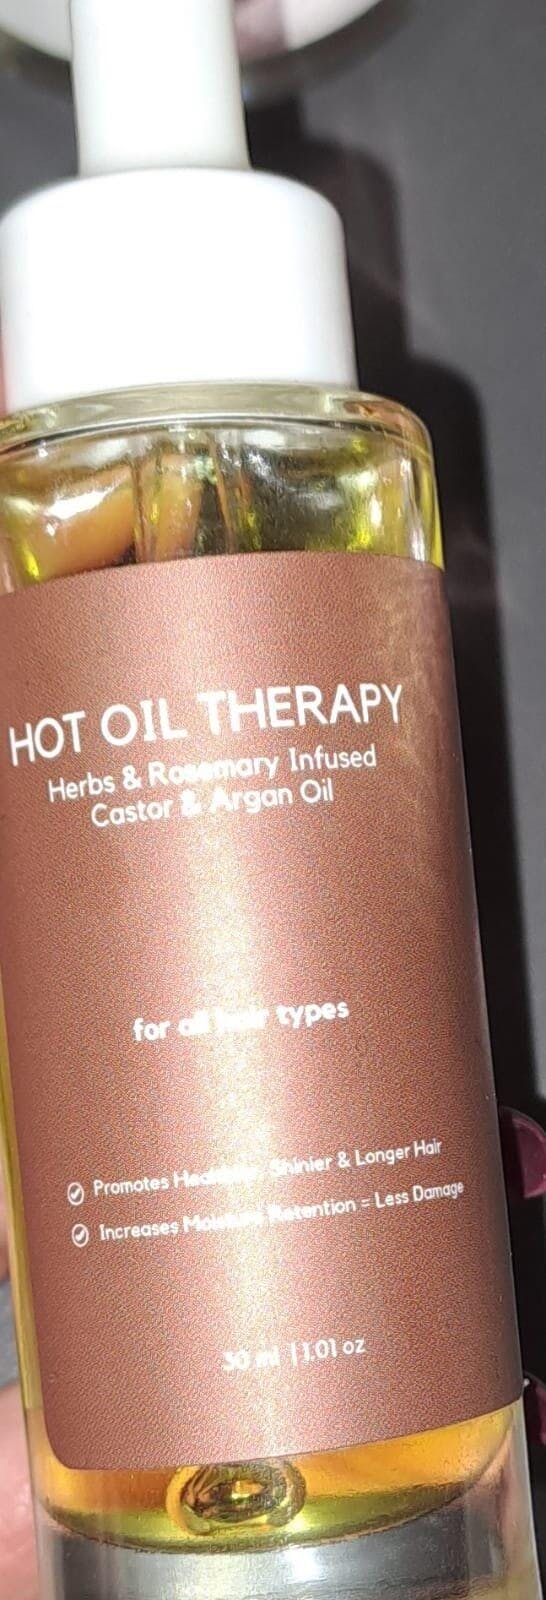 HOT OIL THERAPY
Herbs & Rosemary Infused
Castor & Argan Oil
for all hair types
Promotes Healthier, Shinier & Longer Hair
Increases Moisture Retention = Less Damage
30 ml | 1.01 oz